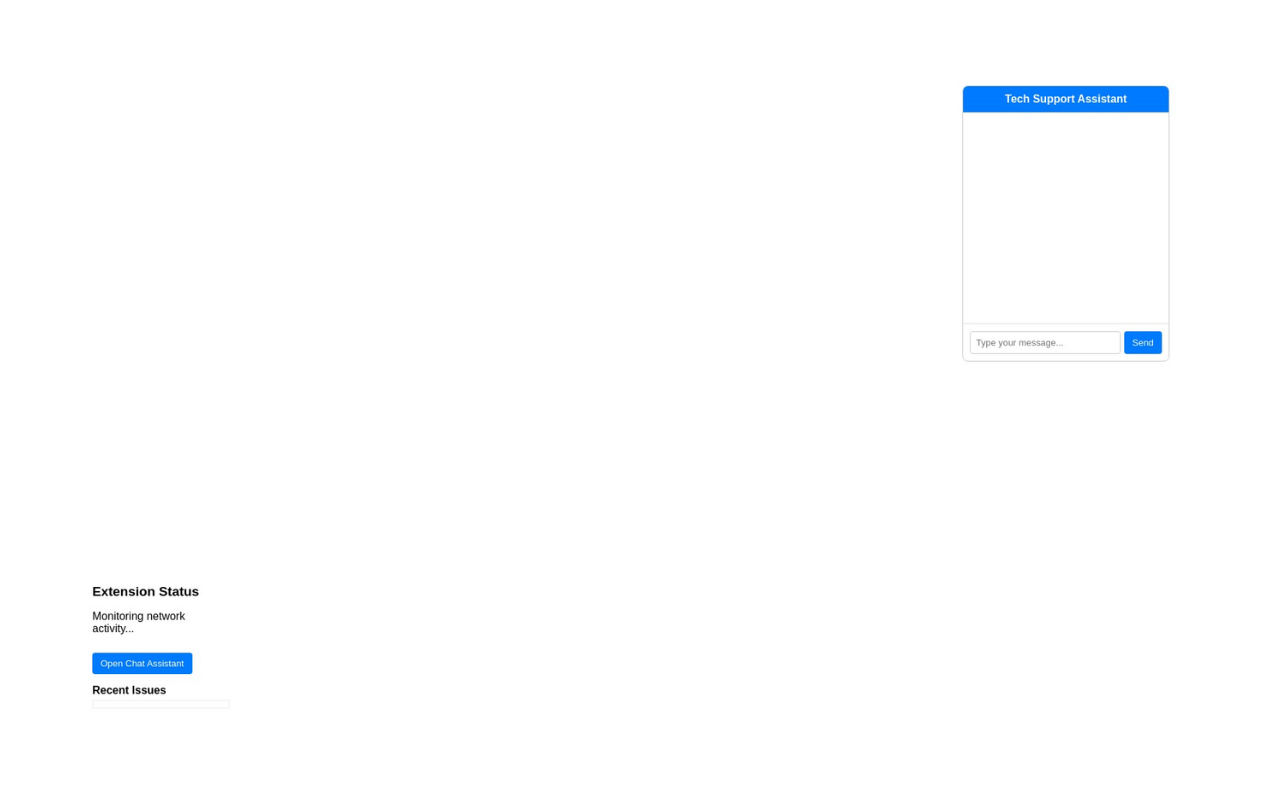 Tech Support Assistant
Type your message...
Send
Extension Status
Monitoring network
activity...
Open Chat Assistant
Recent Issues